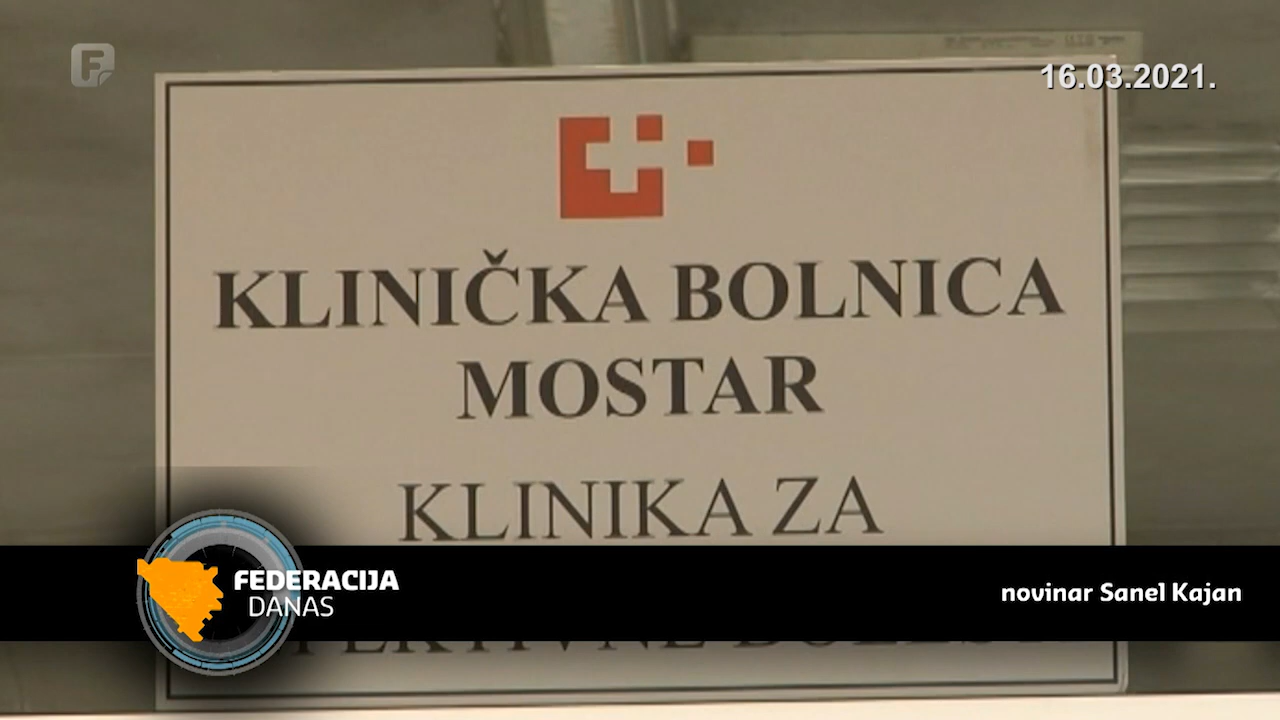 16.03.2021.
KLINIČKA BOLNICA
MOSTAR
KLINIKA ZA
FEDERACIJA
DANAS
novinar Sanel Kajan